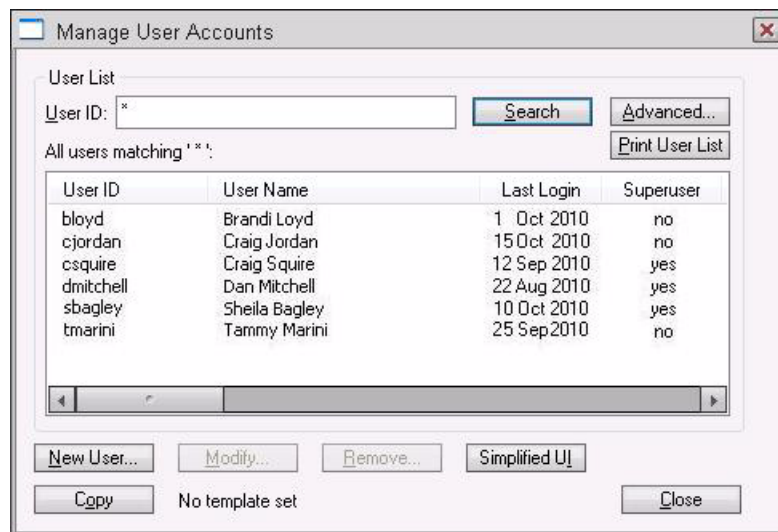 Manage User Accounts
User List
User ID: * Search Advanced...
All users matching '*': Print User List
User ID User Name Last Login Superuser
bloyd Brandi Loyd 1 Oct 2010 no
cjordan Craig Jordan 15 Oct 2010 no
csquire Craig Squire 12 Sep 2010 yes
dmitchell Dan Mitchell 22 Aug 2010 yes
sbagley Sheila Bagley 10 Oct 2010 yes
tmarini Tammy Marini 25 Sep 2010 no
New User... Modify... Remove... Simplified UI
Copy No template set Close